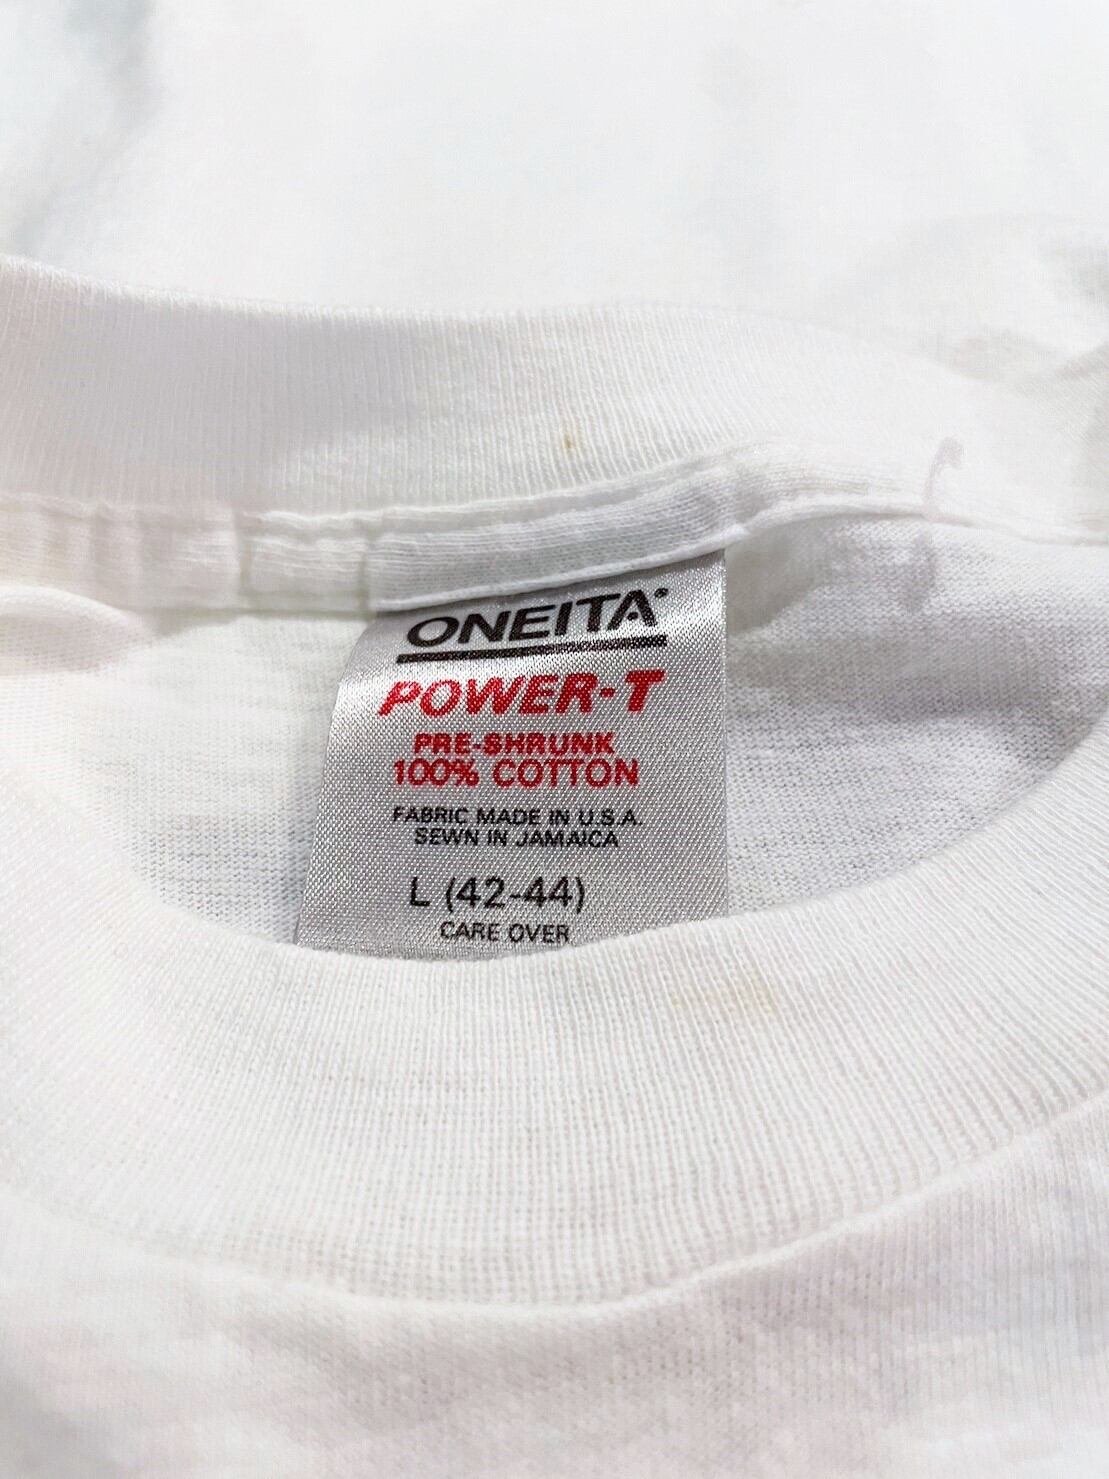 ONEITA
POWER-T
PRE-SHRUNK
100% COTTON
FABRIC MADE IN U.S.A.
SEWN IN JAMAICA
L (42-44)
CARE OVER